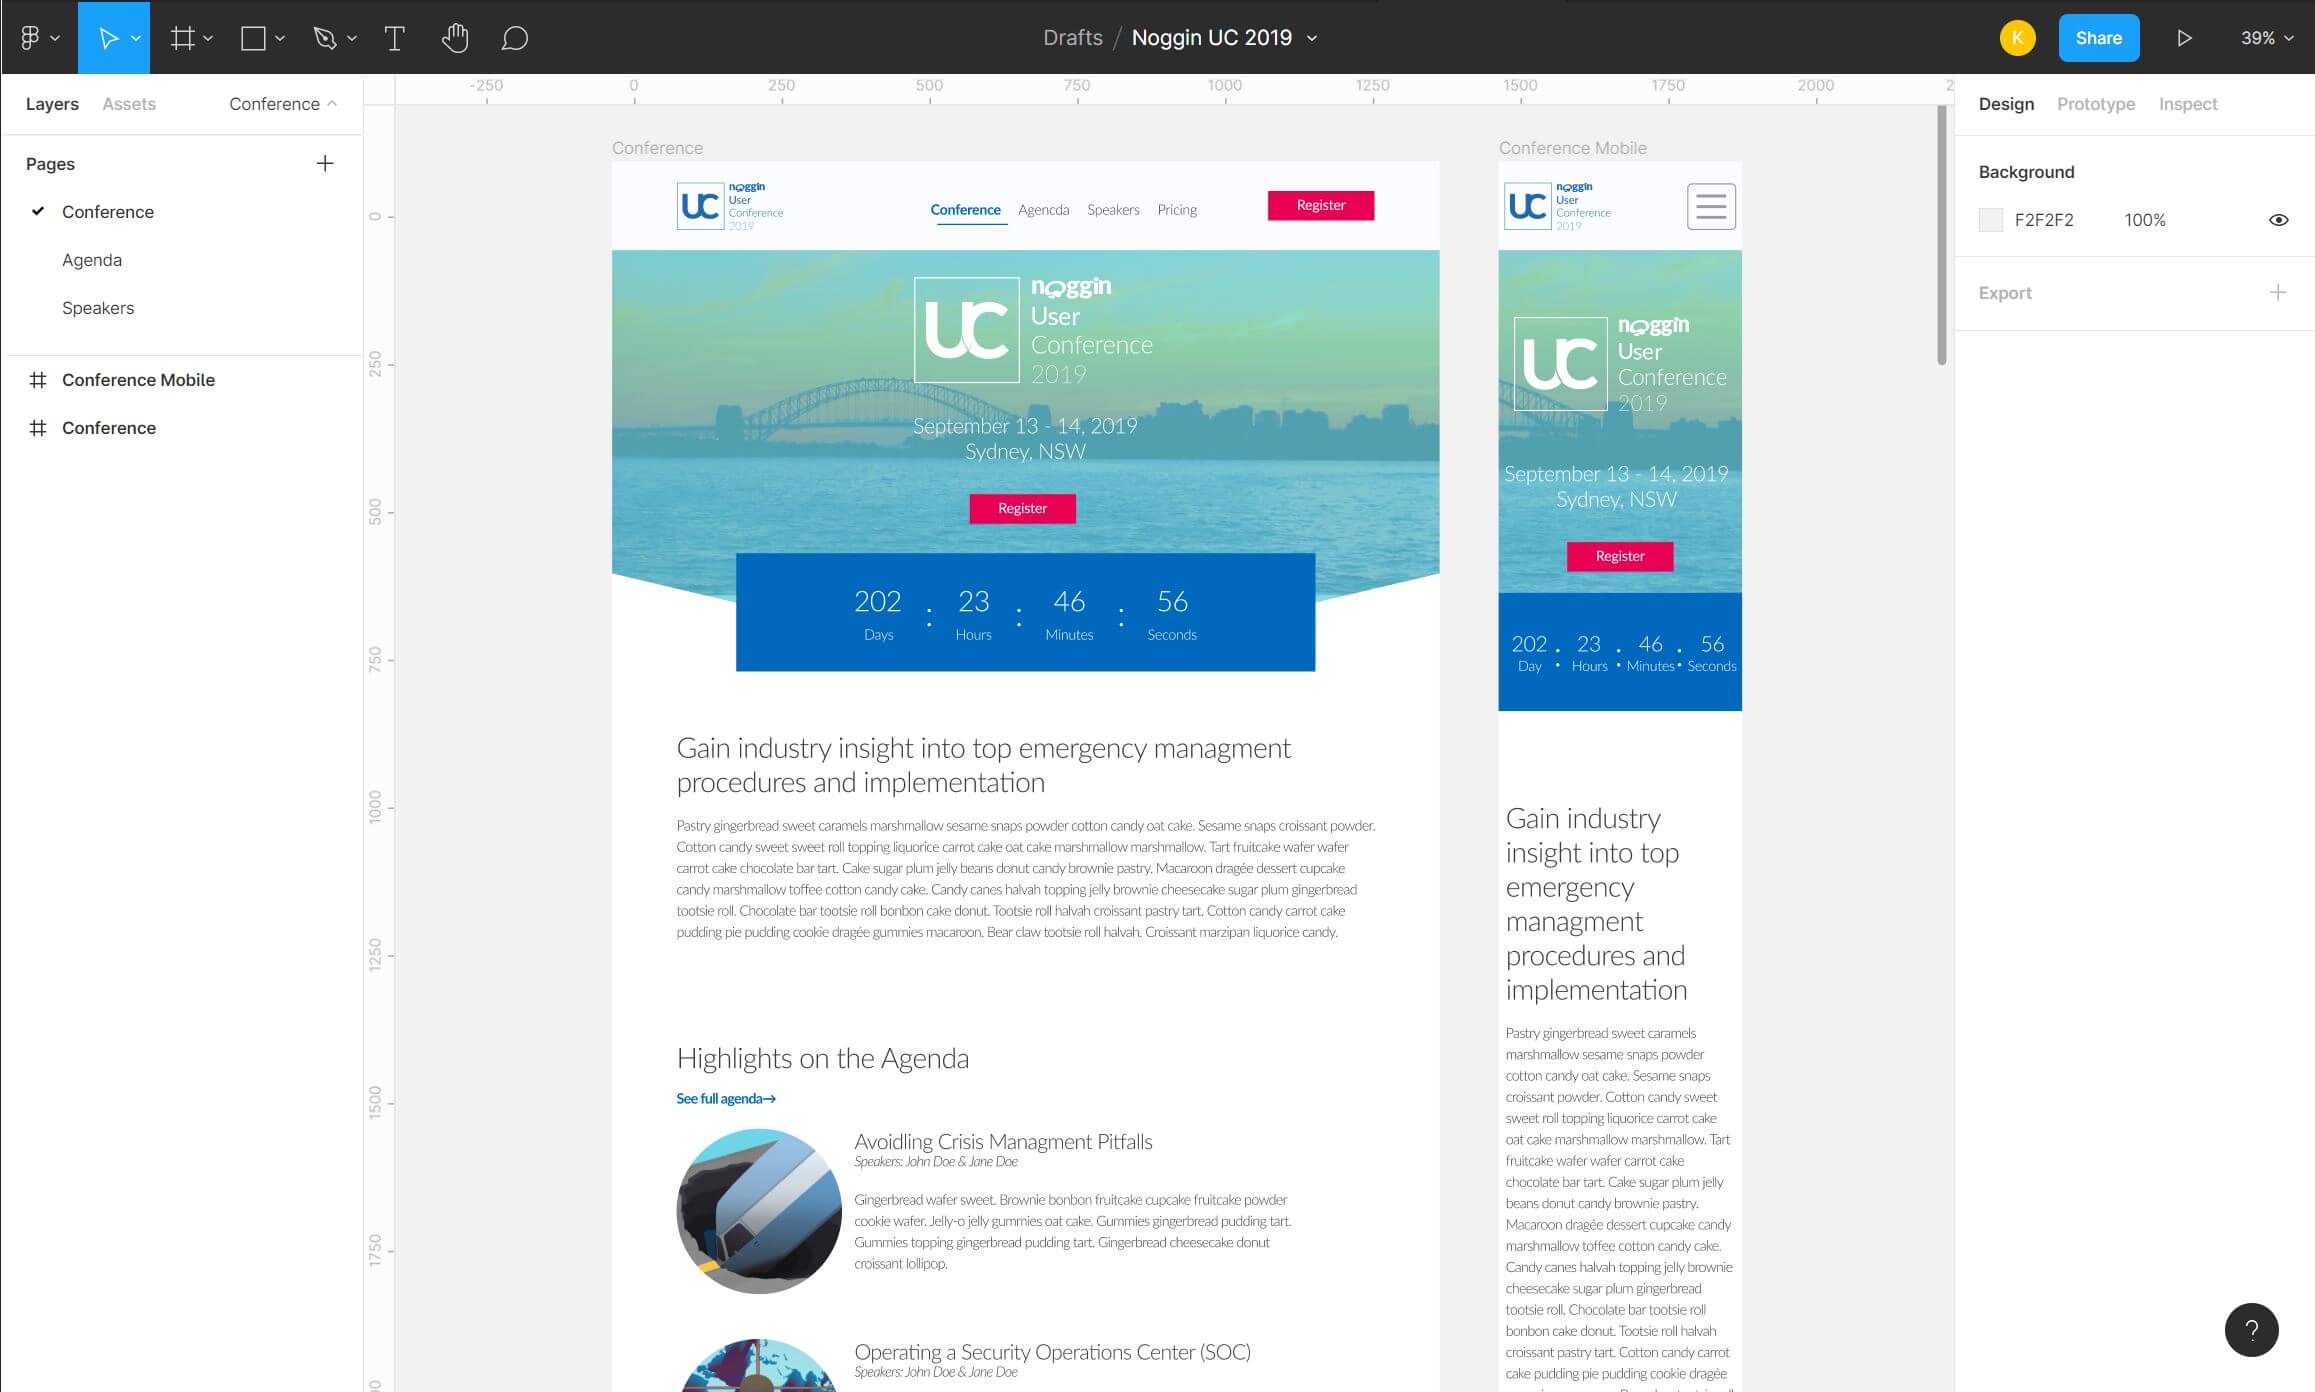 Drafts / Noggin UC 2019
K
Share
39%
Layers
Assets
Conference
Pages
Conference
Agenda
Speakers
Conference Mobile
Conference
-250
0
250
500
750
1000
1250
1500
1750
2000
2
0
250
500
750
1000
1250
1500
1750
Conference
UC
noggin
User
Conference
2019
Conference
Agencda
Speakers
Pricing
Register
UC
noggin
User
Conference
2019
September 13 - 14, 2019
Sydney, NSW
Register
202 : 23 : 46 : 56
Days Hours Minutes Seconds
Gain industry insight into top emergency managment
procedures and implementation
Pastry gingerbread sweet caramels marshmallow sesame snaps powder cotton candy oat cake. Sesame snaps croissant powder.
Cotton candy sweet sweet roll topping liquorice carrot cake oat cake marshmallow marshmallow. Tart fruitcake wafer wafer
carrot cake chocolate bar tart. Cake sugar plum jelly beans donut candy brownie pastry. Macaroon dragée dessert cupcake
candy marshmallow toffee cotton candy cake. Candy canes halvah topping jelly brownie cheesecake sugar plum gingerbread
tootsie roll. Chocolate bar tootsie roll bonbon cake donut. Tootsie roll halvah croissant pastry tart. Cotton candy carrot cake
pudding pie pudding cookie dragée gummies macaroon. Bear claw tootsie roll halvah. Croissant marzipan liquorice candy.
Highlights on the Agenda
See full agenda→
Avoidling Crisis Managment Pitfalls
Speakers: John Doe & Jane Doe
Gingerbread wafer sweet. Brownie bonbon fruitcake cupcake fruitcake powder
cookie wafer. Jelly-o jelly gummies oat cake. Gummies gingerbread pudding tart.
Gummies topping gingerbread pudding tart. Gingerbread cheesecake donut
croissant lollipop.
Operating a Security Operations Center (SOC)
Speakers: John Doe & Jane Doe
Conference Mobile
UC
noggin
User
Conference
2019
UC
noggin
User
Conference
2019
September 13 - 14, 2019
Sydney, NSW
Register
202 : 23 : 46 : 56
Day Hours Minutes Seconds
Gain industry
insight into top
emergency
managment
procedures and
implementation
Pastry gingerbread sweet caramels
marshmallow sesame snaps powder
cotton candy oat cake. Sesame snaps
croissant powder. Cotton candy sweet
sweet roll topping liquorice carrot cake
oat cake marshmallow marshmallow. Tart
fruitcake wafer wafer carrot cake
chocolate bar tart. Cake sugar plum jelly
beans donut candy brownie pastry.
Macaroon dragée dessert cupcake candy
marshmallow toffee cotton candy cake.
Candy canes halvah topping jelly brownie
cheesecake sugar plum gingerbread
tootsie roll. Chocolate bar tootsie roll
bonbon cake donut. Tootsie roll halvah
croissant pastry tart. Cotton candy carrot
cake pudding pie pudding cookie dragée
Design
Prototype
Inspect
Background
F2F2F2
100%
Export
?